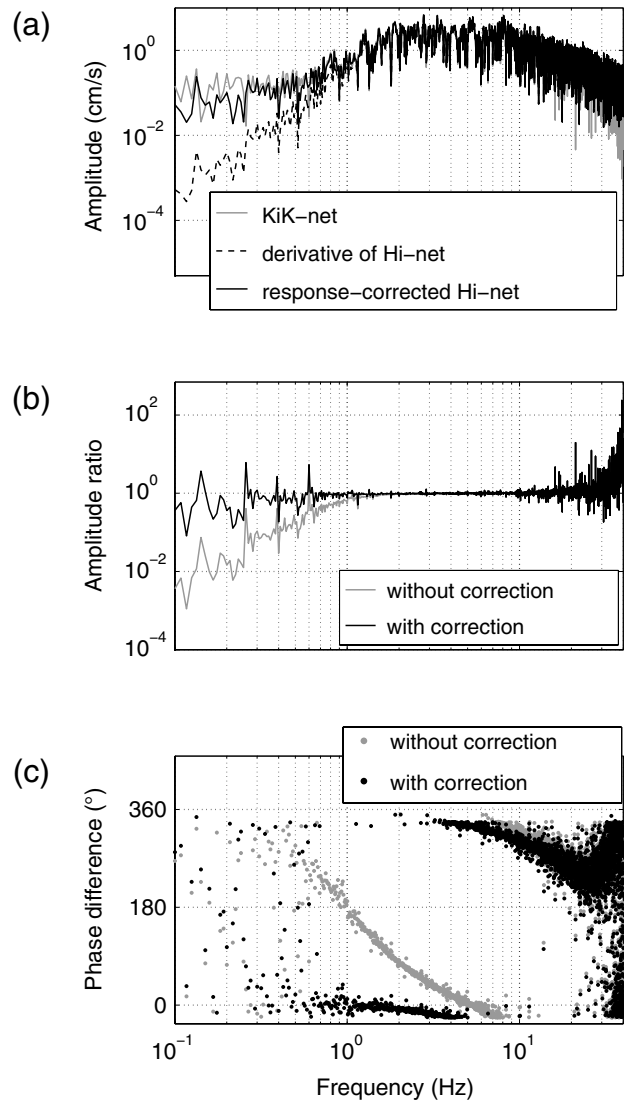 (a)
Amplitude (cm/s)
10^0
10^−2
10^−4
KiK−net
derivative of Hi−net
response−corrected Hi−net
(b)
Amplitude ratio
10^2
10^0
10^−2
10^−4
without correction
with correction
(c)
Phase difference (°)
without correction
with correction
360
180
0
10^−1
10^0
10^1
Frequency (Hz)